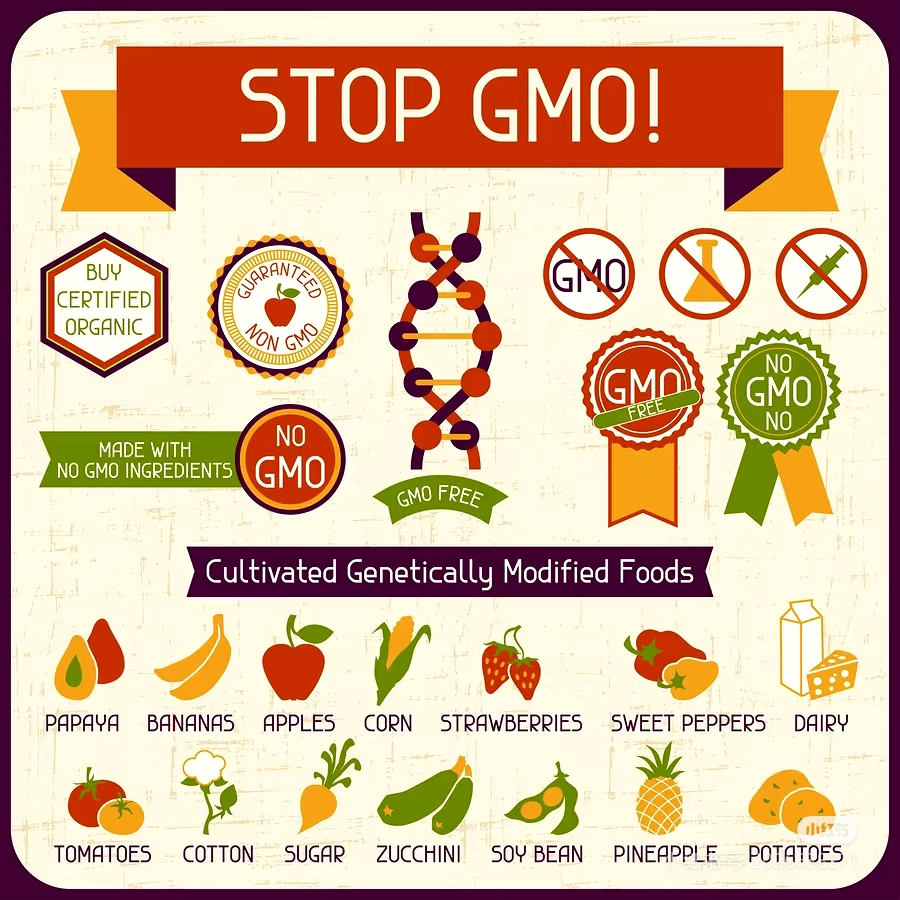 STOP GMO!
BUY
CERTIFIED
ORGANIC
GUARANTEED
NON GMO
GMO
GMO
FREE
NO
GMO
NO
MADE WITH
NO GMO INGREDIENTS
NO
GMO
GMO FREE
Cultivated Genetically Modified Foods
PAPAYA BANANAS APPLES CORN STRAWBERRIES SWEET PEPPERS DAIRY
TOMATOES COTTON SUGAR ZUCCHINI SOY BEAN PINEAPPLE POTATOES